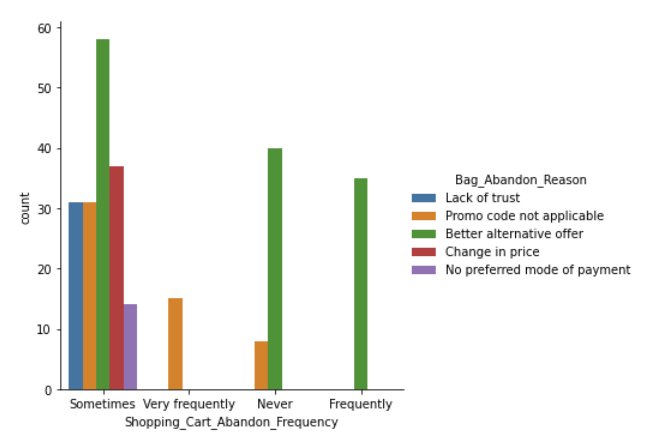 60
50
40
30
20
10
0
count
Sometimes Very frequently Never Frequently
Shopping_Cart_Abandon_Frequency
Bag_Abandon_Reason
Lack of trust
Promo code not applicable
Better alternative offer
Change in price
No preferred mode of payment